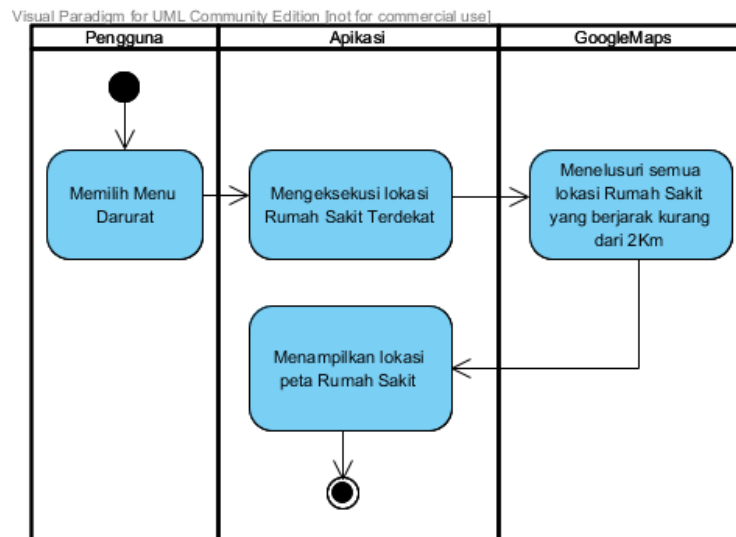 Visual Paradigm for UML Community Edition [not for commercial use]
Pengguna
Apikasi
GoogleMaps
Memilih Menu
Darurat
Mengeksekusi lokasi
Rumah Sakit Terdekat
Menelusuri semua
lokasi Rumah Sakit
yang berjarak kurang
dari 2Km
Menampilkan lokasi
peta Rumah Sakit